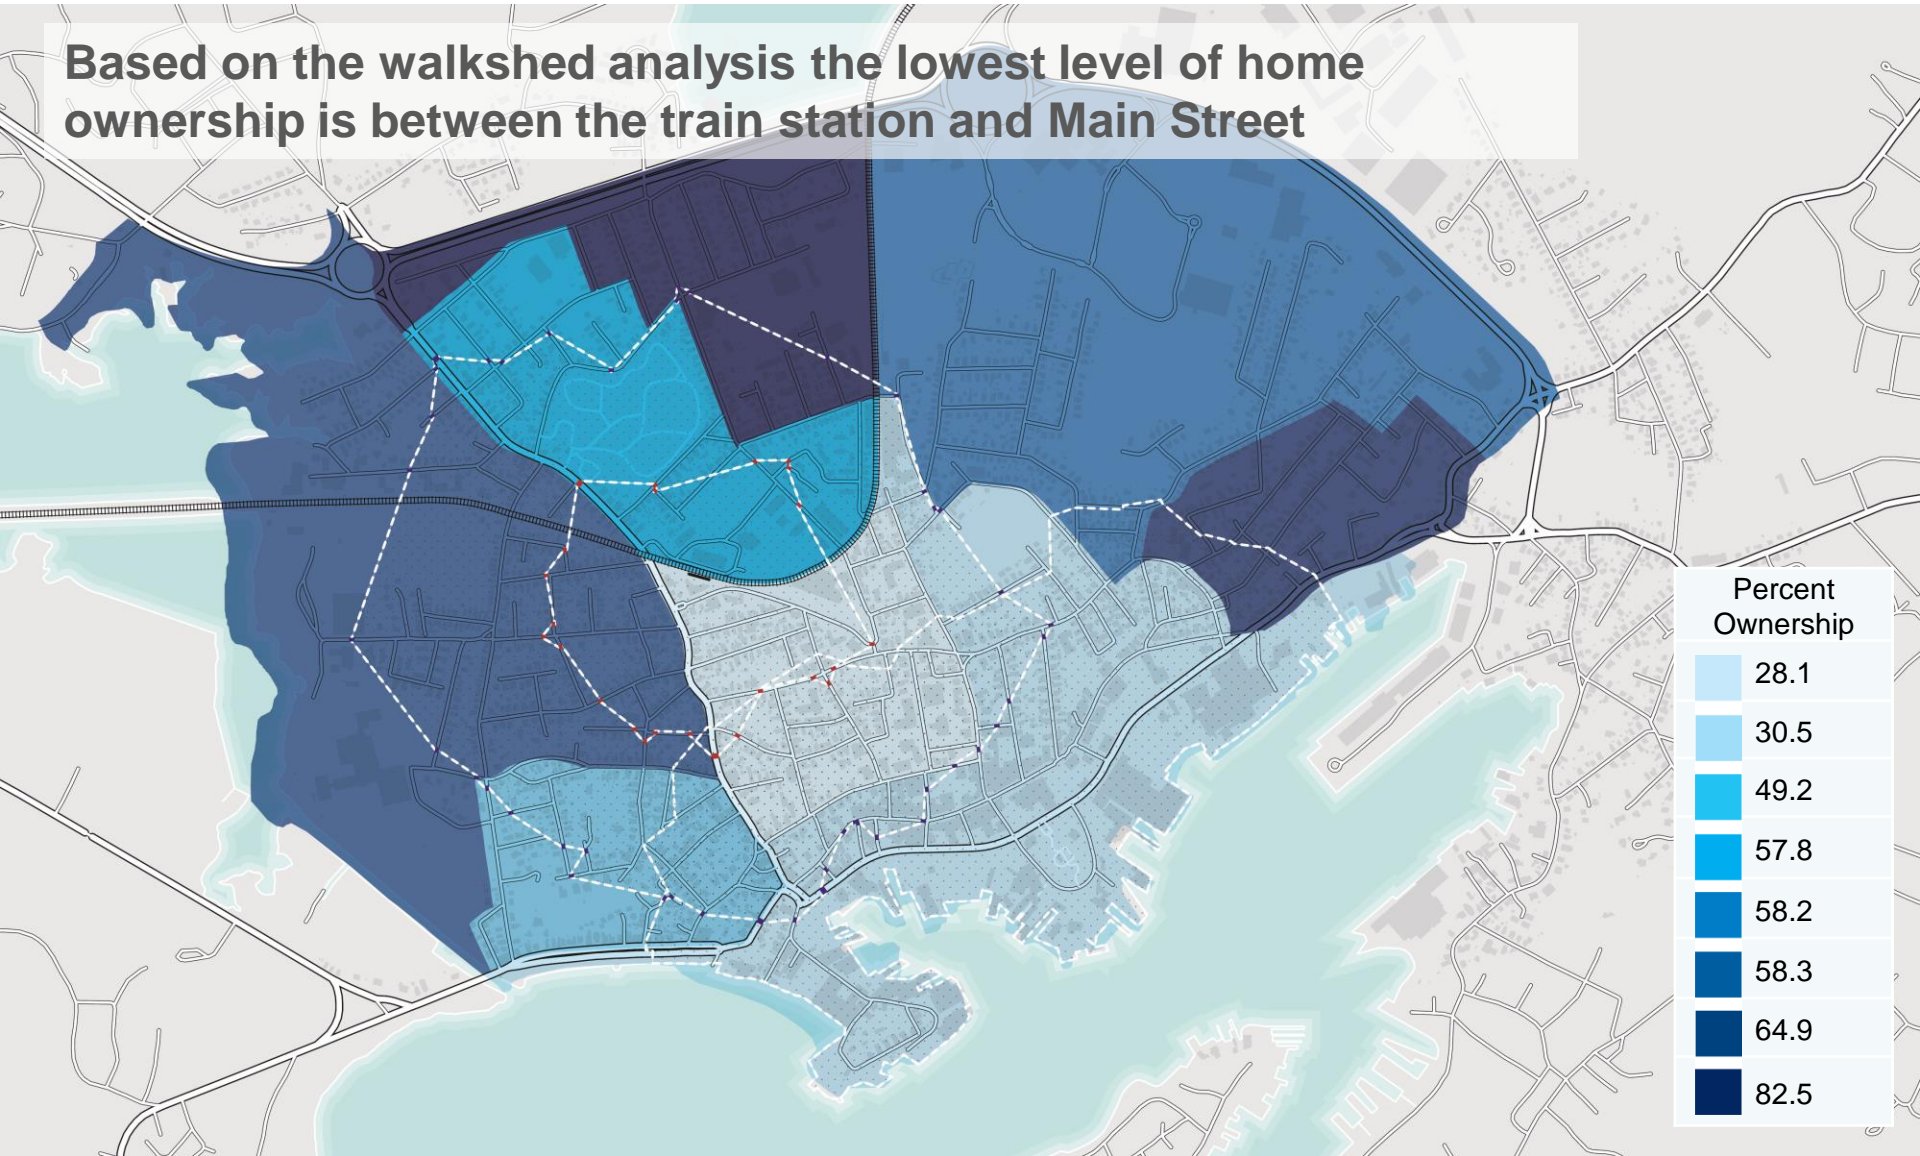 Based on the walkshed analysis the lowest level of home
ownership is between the train station and Main Street
Percent
Ownership
28.1
30.5
49.2
57.8
58.2
58.3
64.9
82.5